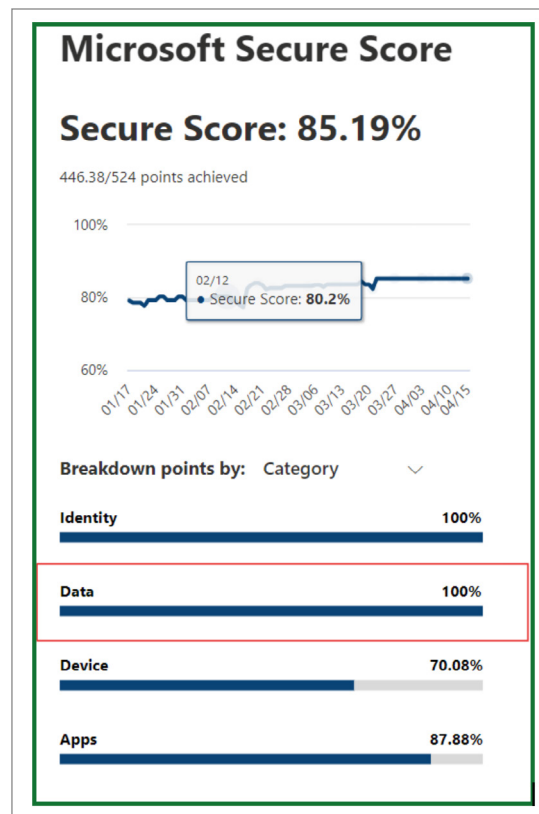 Microsoft Secure Score
Secure Score: 85.19%
446.38/524 points achieved
100%
02/12
Secure Score: 80.2%
80%
60%
01/17 01/24 01/31 02/07 02/14 02/21 02/28 03/06 03/13 03/20 03/27 04/03 04/10 04/15
Breakdown points by: Category
Identity 100%
Data 100%
Device 70.08%
Apps 87.88%